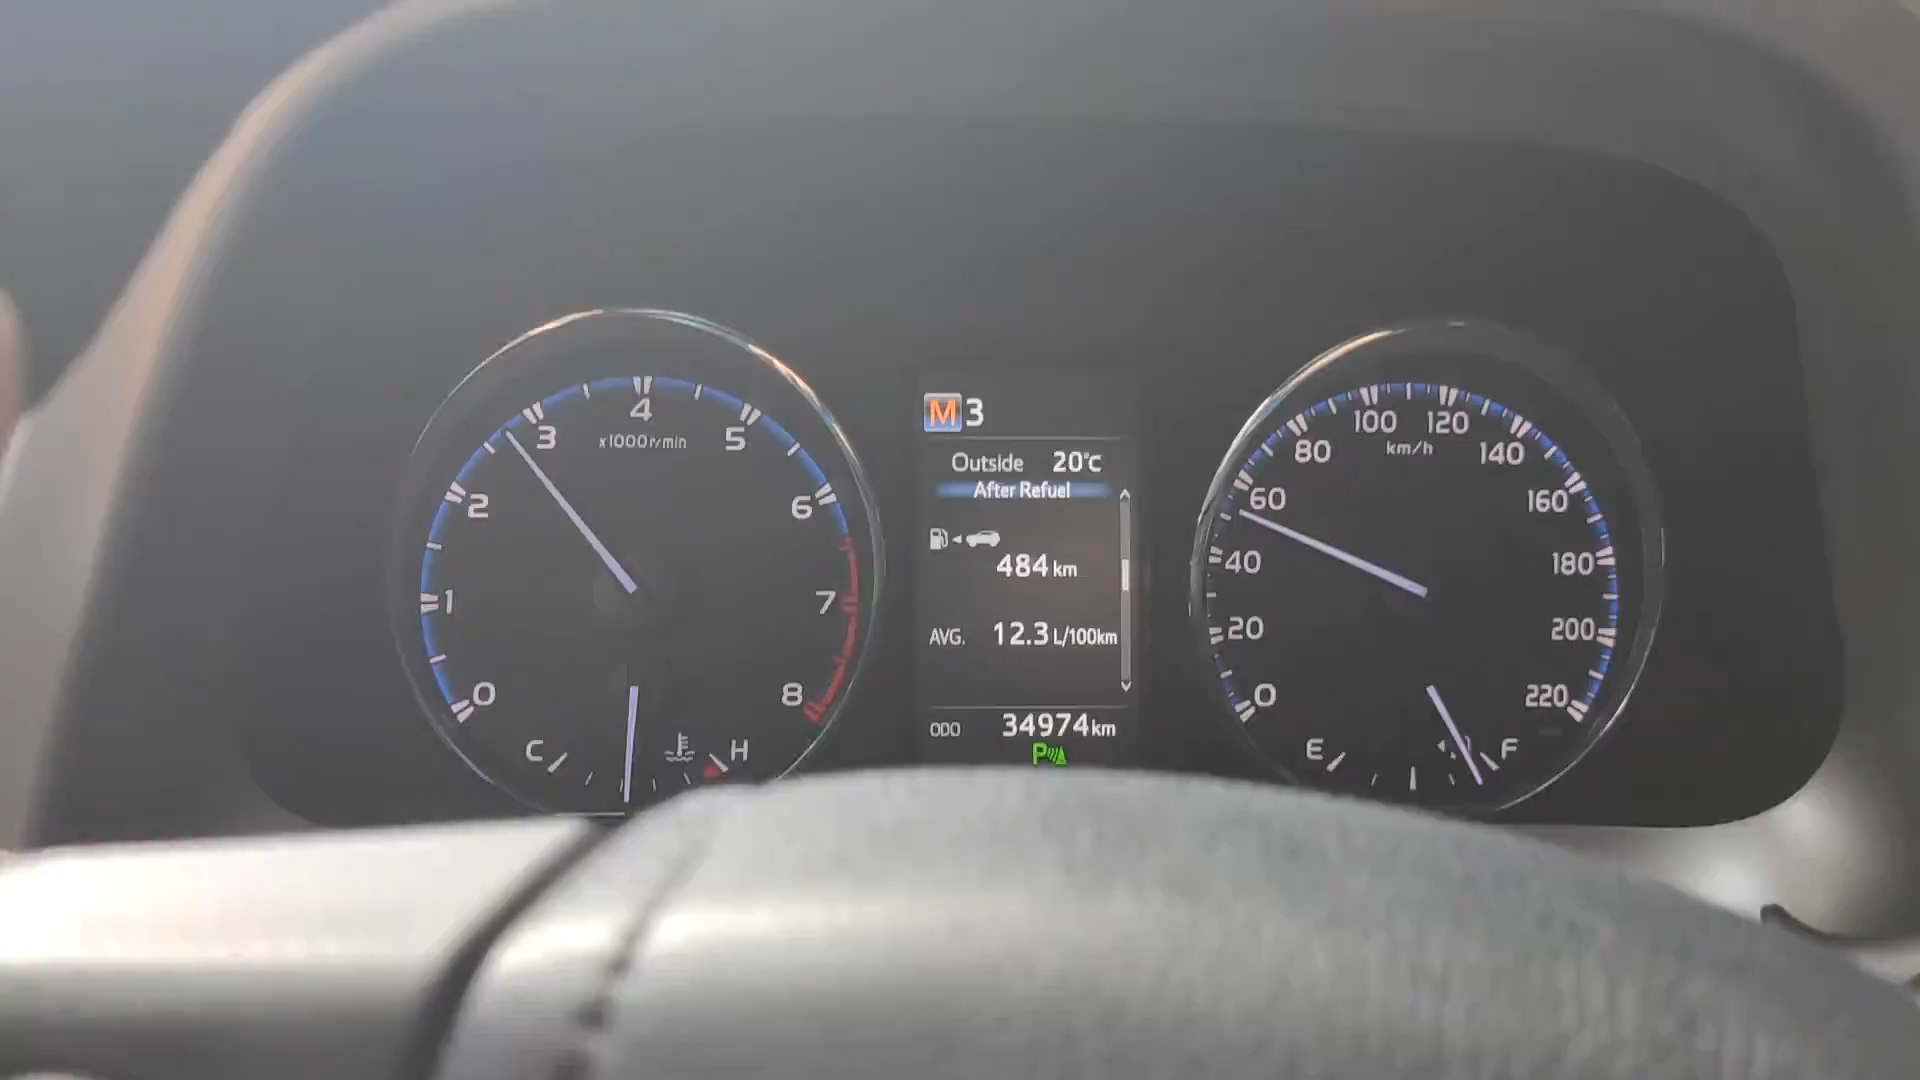 0
1
2
3
4
5
6
7
8
x1000r/min
C
H
M 3
Outside 20°C
After Refuel
484 km
AVG. 12.3 L/100km
ODO 34974 km
P
0
20
40
60
80
100
120
140
160
180
200
220
km/h
E
F